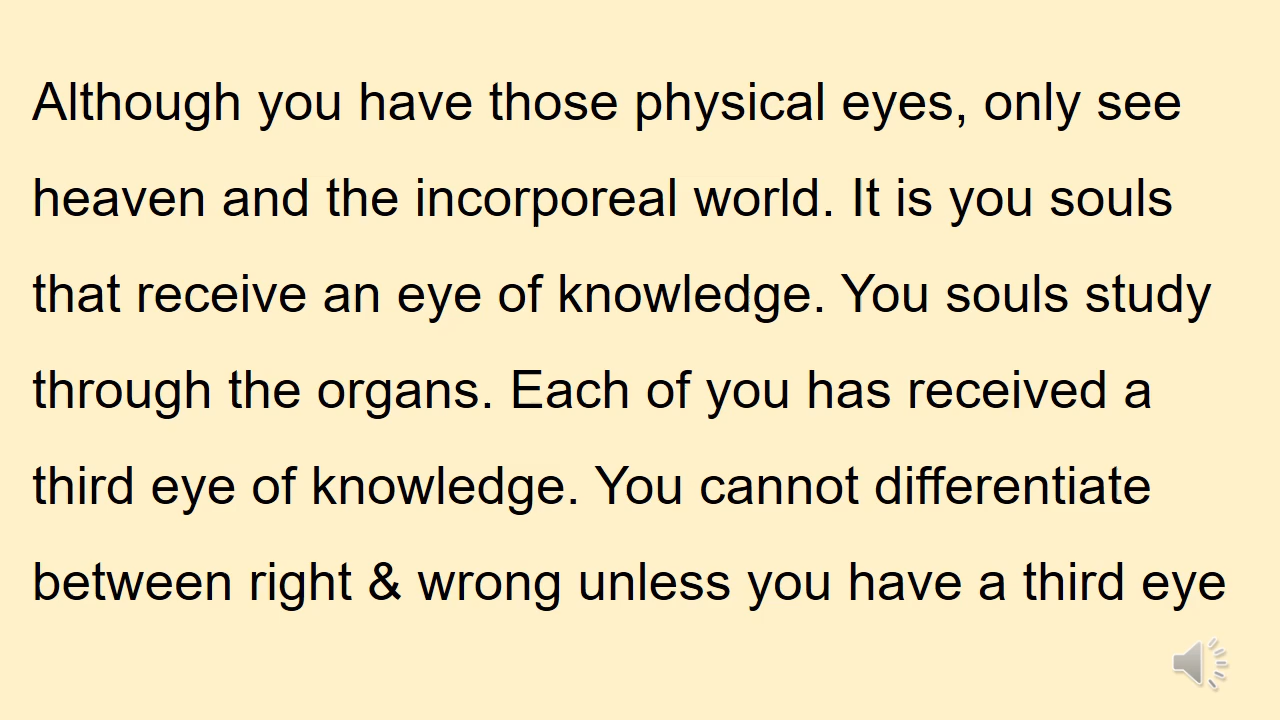 Although you have those physical eyes, only see
heaven and the incorporeal world. It is you souls
that receive an eye of knowledge. You souls study
through the organs. Each of you has received a
third eye of knowledge. You cannot differentiate
between right & wrong unless you have a third eye